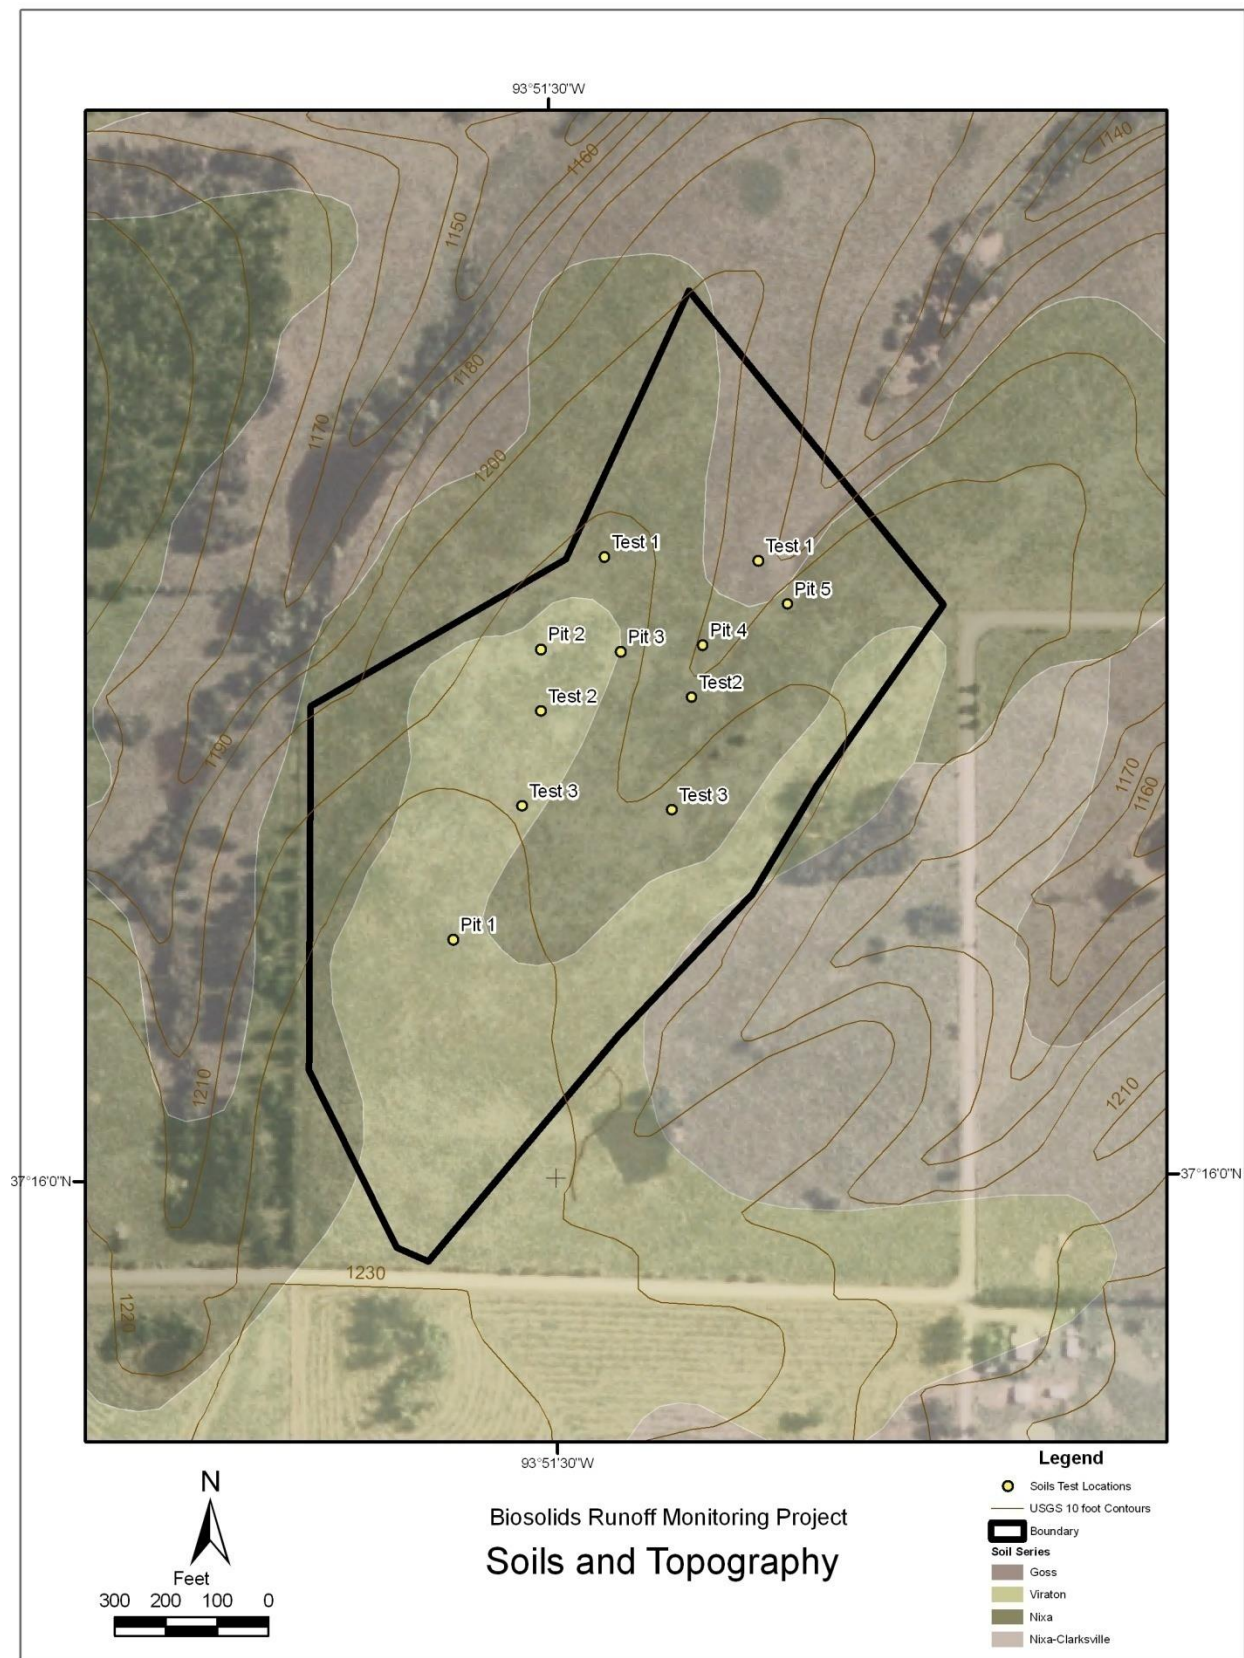 93°51'30"W
1160
1140
1150
1180
1170
1200
Test 1
Test 1
Pit 5
Pit 4
Pit 2
Pit 3
Test2
Test 2
1190
1170
1160
Test 3
Test 3
Pit 1
1210
1210
37°16'0"N
37°16'0"N
1230
1220
93°51'30"W
N
Feet
300 200 100 0
Biosolids Runoff Monitoring Project
Soils and Topography
Legend
Soils Test Locations
USGS 10 foot Contours
Boundary
Soil Series
Goss
Viraton
Nixa
Nixa-Clarksville